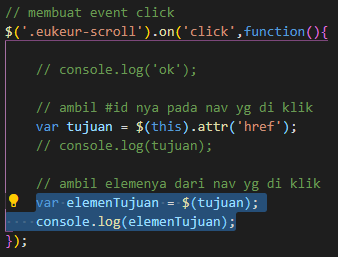 // membuat event click
$('.eukeur-scroll').on('click',function(){
// console.log('ok');
// ambil #id nya pada nav yg di klik
var tujuan = $(this).attr('href');
// console.log(tujuan);
// ambil elemenya dari nav yg di klik
var elemenTujuan = $(tujuan);
console.log(elemenTujuan);
});